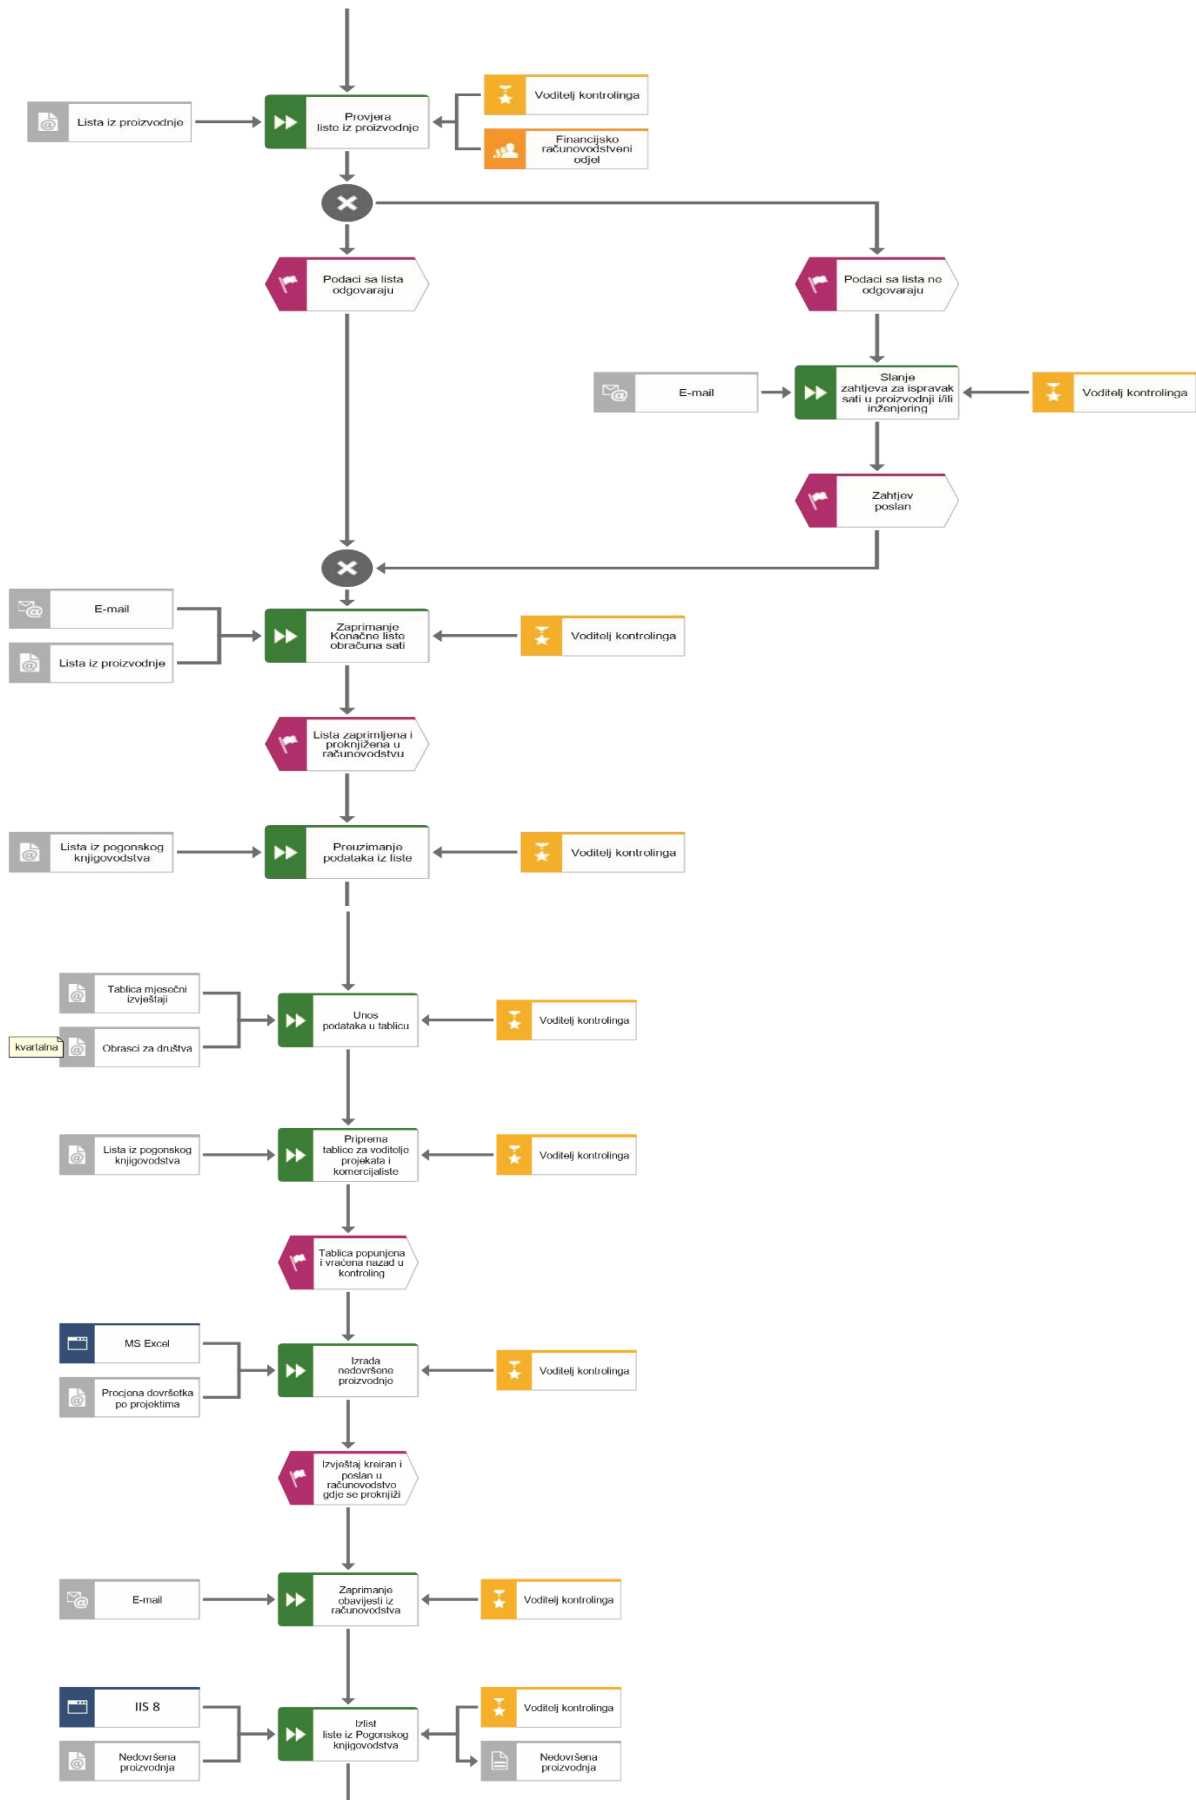 Voditelj kontrolinga
Lista iz proizvodnje
Provjera
liste iz proizvodnje
Financijsko
računovodstveni
odjel
Podaci sa lista
odgovaraju
Podaci sa lista ne
odgovaraju
E-mail
Slanje
zahtjeva za ispravak
sati u proizvodnji i/ili
inženjering
Voditelj kontrolinga
Zahtjev
poslan
E-mail
Lista iz proizvodnje
Zaprimanje
Konačne liste
obračuna sati
Voditelj kontrolinga
Lista zaprimljena i
proknjižena u
računovodstvu
Lista iz pogonskog
knjigovodstva
Preuzimanje
podataka iz liste
Voditelj kontrolinga
Tablica mjesečni
izvještaji
kvartalna
Obrasci za društva
Unos
podataka u tablicu
Voditelj kontrolinga
Lista iz pogonskog
knjigovodstva
Priprema
tablice za voditelje
projekata i
komercijaliste
Voditelj kontrolinga
Tablica popunjena
i vraćena nazad u
kontroling
MS Excel
Procjena dovršetka
po projektima
Izrada
nedovršene
proizvodnje
Voditelj kontrolinga
Izvještaj kreiran i
poslan u
računovodstvo
gdje se proknjiži
E-mail
Zaprimanje
obavijesti iz
računovodstva
Voditelj kontrolinga
IIS 8
Nedovršena
proizvodnja
Izlist
liste iz Pogonskog
knjigovodstva
Voditelj kontrolinga
Nedovršena
proizvodnja